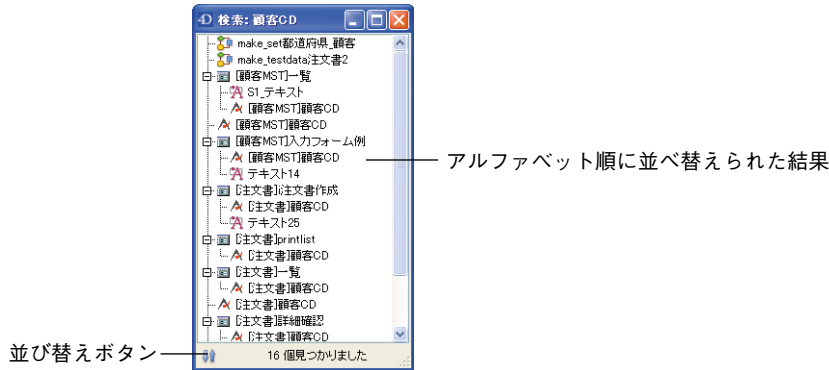 検索: 顧客CD
make_set都道府県_顧客
make_testdata注文書2
[顧客MST]一覧
S1_テキスト
[顧客MST]顧客CD
[顧客MST]顧客CD
[顧客MST]入力フォーム例
[顧客MST]顧客CD
アルファベット順に並べ替えられた結果
テキスト14
[注文書]注文書作成
[注文書]顧客CD
テキスト25
[注文書]printlist
[注文書]顧客CD
[注文書]一覧
[注文書]顧客CD
[注文書]顧客CD
[注文書]詳細確認
[注文書]顧客CD
並び替えボタン
16 個見つかりました